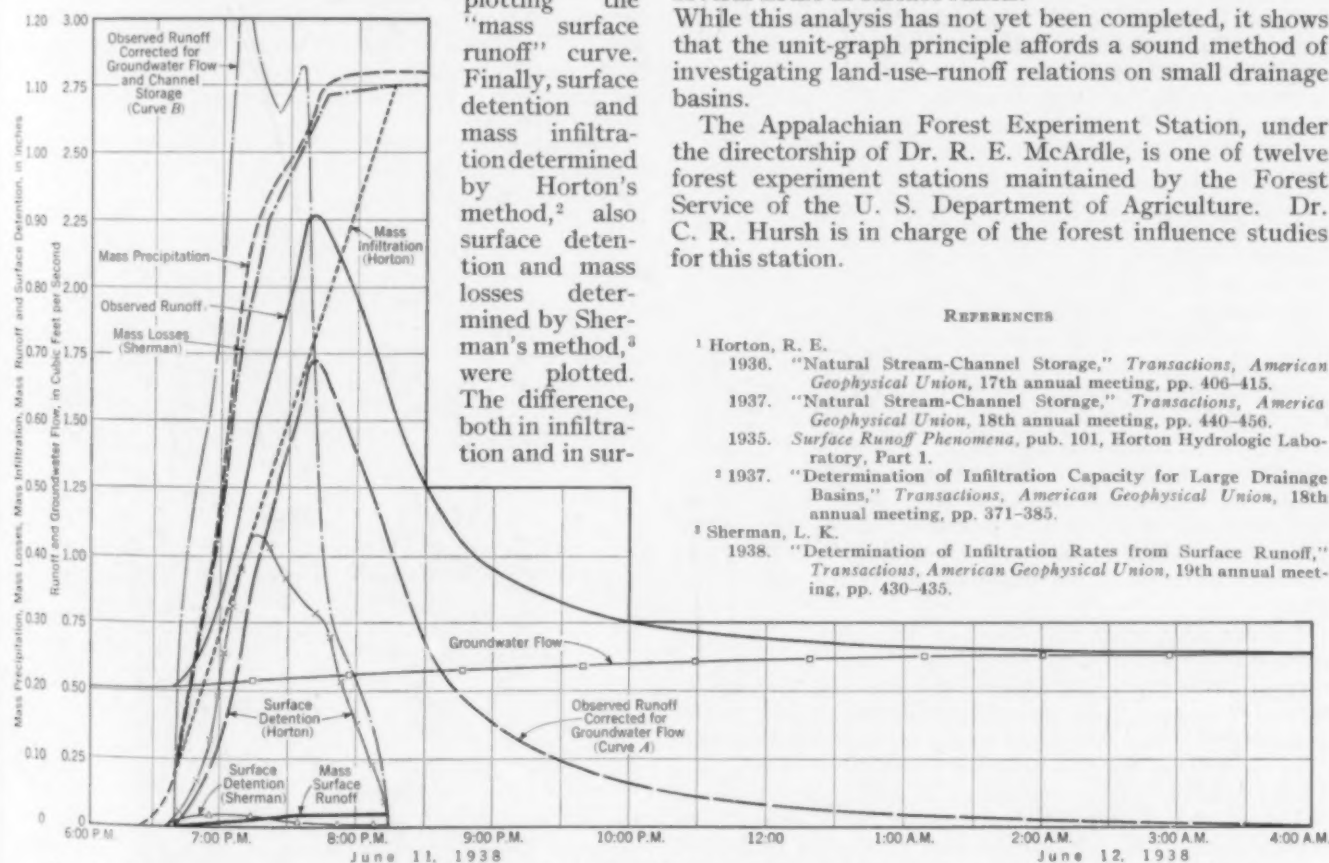 plotting the
"mass surface
runoff" curve.
Finally, surface
detention and
mass infiltra-
tion determined
by Horton's
method,² also
surface deten-
tion and mass
losses deter-
mined by Sher-
man's method,³
were plotted.
The difference,
both in infiltra-
tion and in sur-
While this analysis has not yet been completed, it shows
that the unit-graph principle affords a sound method of
investigating land-use-runoff relations on small drainage
basins.
The Appalachian Forest Experiment Station, under
the directorship of Dr. R. E. McArdle, is one of twelve
forest experiment stations maintained by the Forest
Service of the U. S. Department of Agriculture. Dr.
C. R. Hursh is in charge of the forest influence studies
for this station.
REFERENCES
¹ Horton, R. E.
1936. "Natural Stream-Channel Storage," Transactions, American
Geophysical Union, 17th annual meeting, pp. 406–415.
1937. "Natural Stream-Channel Storage," Transactions, America
Geophysical Union, 18th annual meeting, pp. 440–456.
1935. Surface Runoff Phenomena, pub. 101, Horton Hydrologic Labo-
ratory, Part 1.
² 1937. "Determination of Infiltration Capacity for Large Drainage
Basins," Transactions, American Geophysical Union, 18th
annual meeting, pp. 371–385.
³ Sherman, L. K.
1938. "Determination of Infiltration Rates from Surface Runoff,"
Transactions, American Geophysical Union, 19th annual meet-
ing, pp. 430–435.
Mass Precipitation, Mass Losses, Mass Infiltration, Mass Runoff and Surface Detention, in Inches
Runoff and Groundwater Flow, in Cubic Feet per Second
1.20 3.00
1.10 2.75
1.00 2.50
0.90 2.25
0.80 2.00
0.70 1.75
0.60 1.50
0.50 1.25
0.40 1.00
0.30 0.75
0.20 0.50
0.10 0.25
0 0
Observed Runoff
Corrected for
Groundwater Flow
and Channel
Storage
(Curve B)
Mass Precipitation
Observed Runoff
Mass Losses
(Sherman)
Mass
Infiltration
(Horton)
Groundwater Flow
Surface
Detention
(Horton)
Observed Runoff
Corrected for
Groundwater Flow
(Curve A)
Surface
Detention
(Sherman)
Mass
Surface
Runoff
6:00 P.M. 7:00 P.M. 8:00 P.M. 9:00 P.M. 10:00 P.M. 12:00 1:00 A.M. 2:00 A.M. 3:00 A.M. 4:00 A.M.
June 11, 1938 June 12, 1938